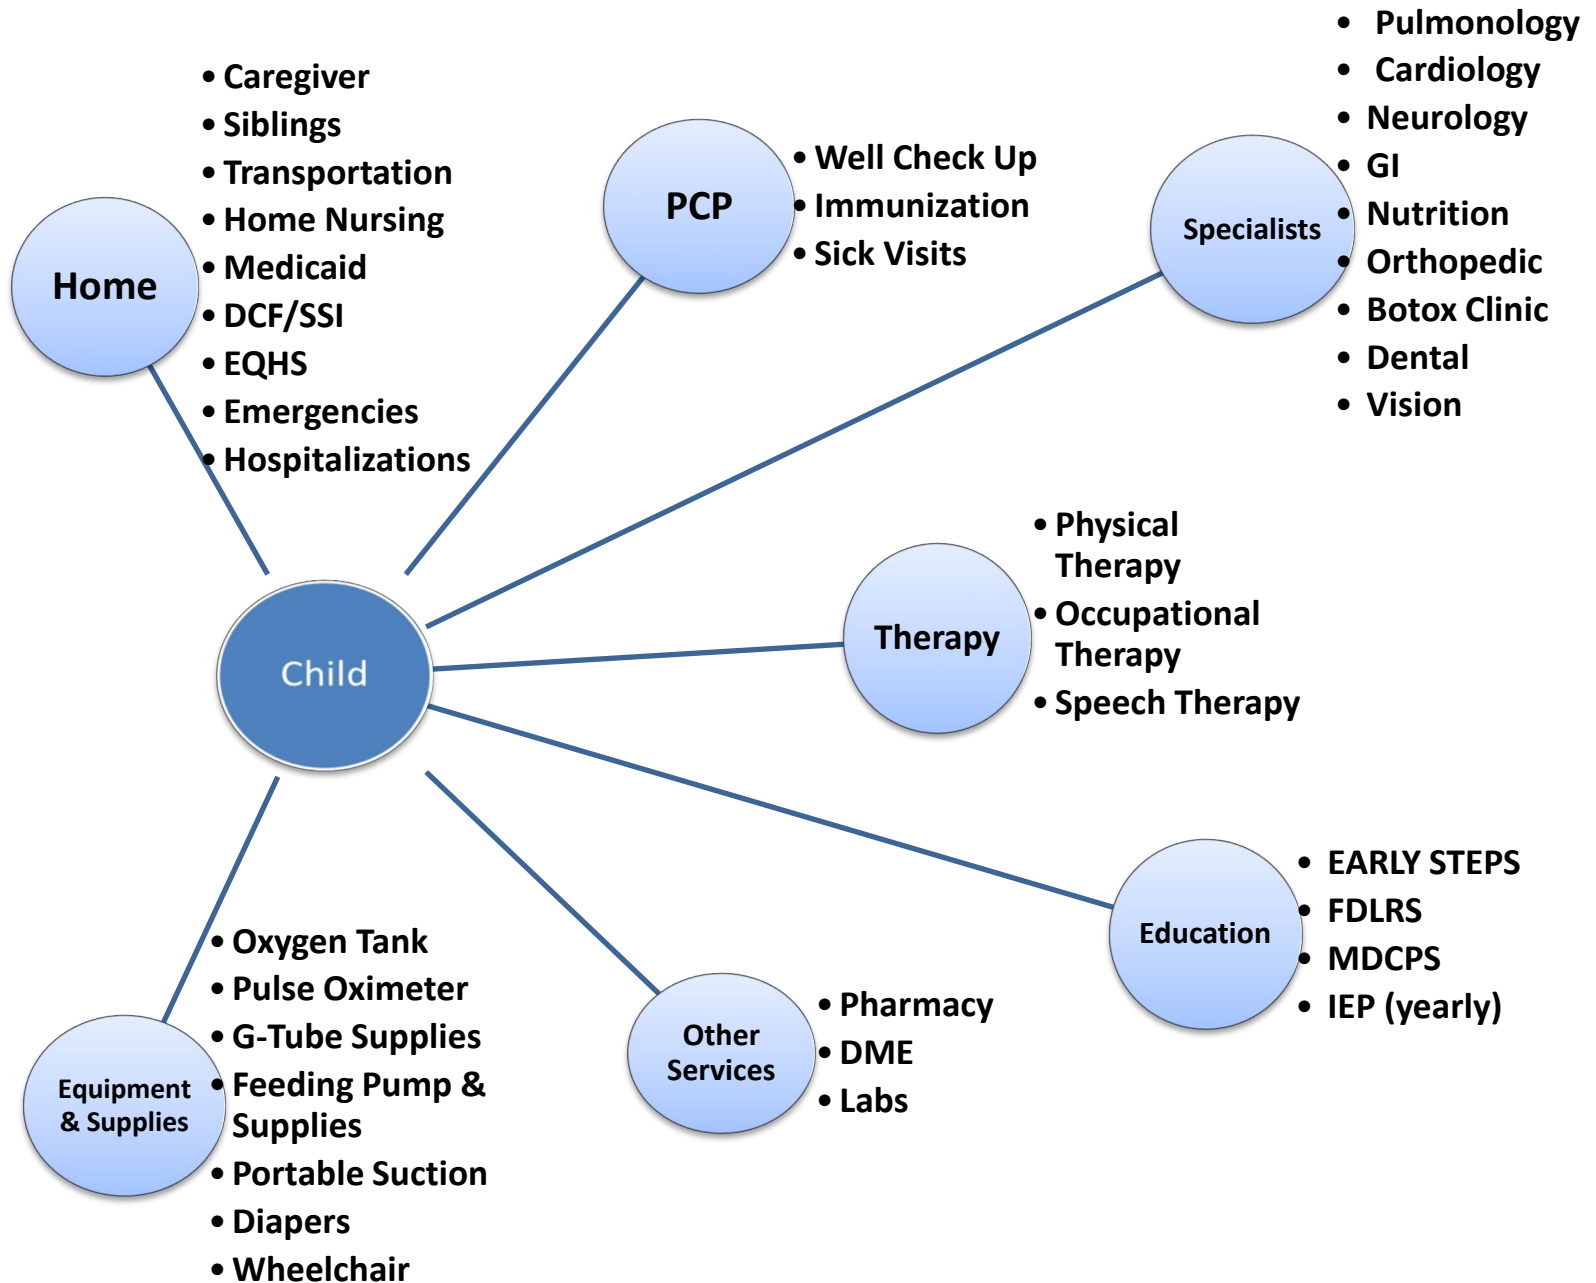 Home
• Caregiver
• Siblings
• Transportation
• Home Nursing
• Medicaid
• DCF/SSI
• EQHS
• Emergencies
• Hospitalizations
PCP
• Well Check Up
• Immunization
• Sick Visits
Specialists
• Pulmonology
• Cardiology
• Neurology
• GI
• Nutrition
• Orthopedic
• Botox Clinic
• Dental
• Vision
Child
Therapy
• Physical
Therapy
• Occupational
Therapy
• Speech Therapy
Education
• EARLY STEPS
• FDLRS
• MDCPS
• IEP (yearly)
Other
Services
• Pharmacy
• DME
• Labs
Equipment
& Supplies
• Oxygen Tank
• Pulse Oximeter
• G-Tube Supplies
• Feeding Pump &
Supplies
• Portable Suction
• Diapers
• Wheelchair